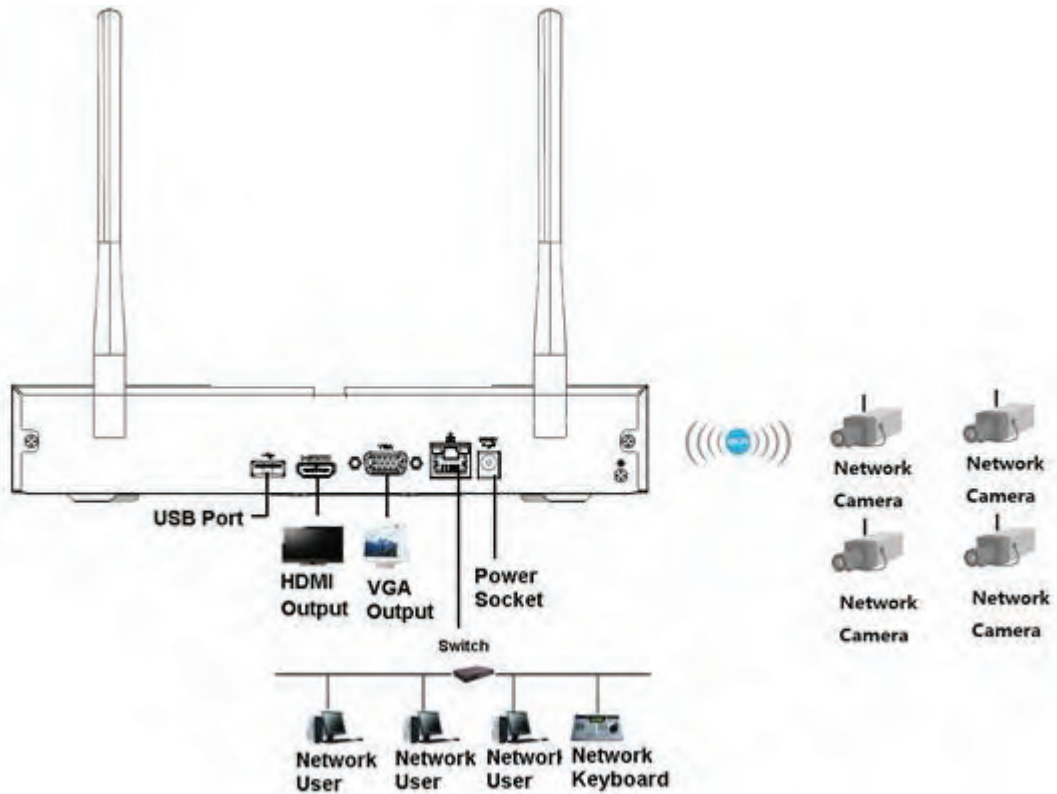 USB Port
HDMI
Output
VGA
Output
Power
Socket
Switch
Network
User
Network
User
Network
User
Network
Keyboard
Network
Camera
Network
Camera
Network
Camera
Network
Camera